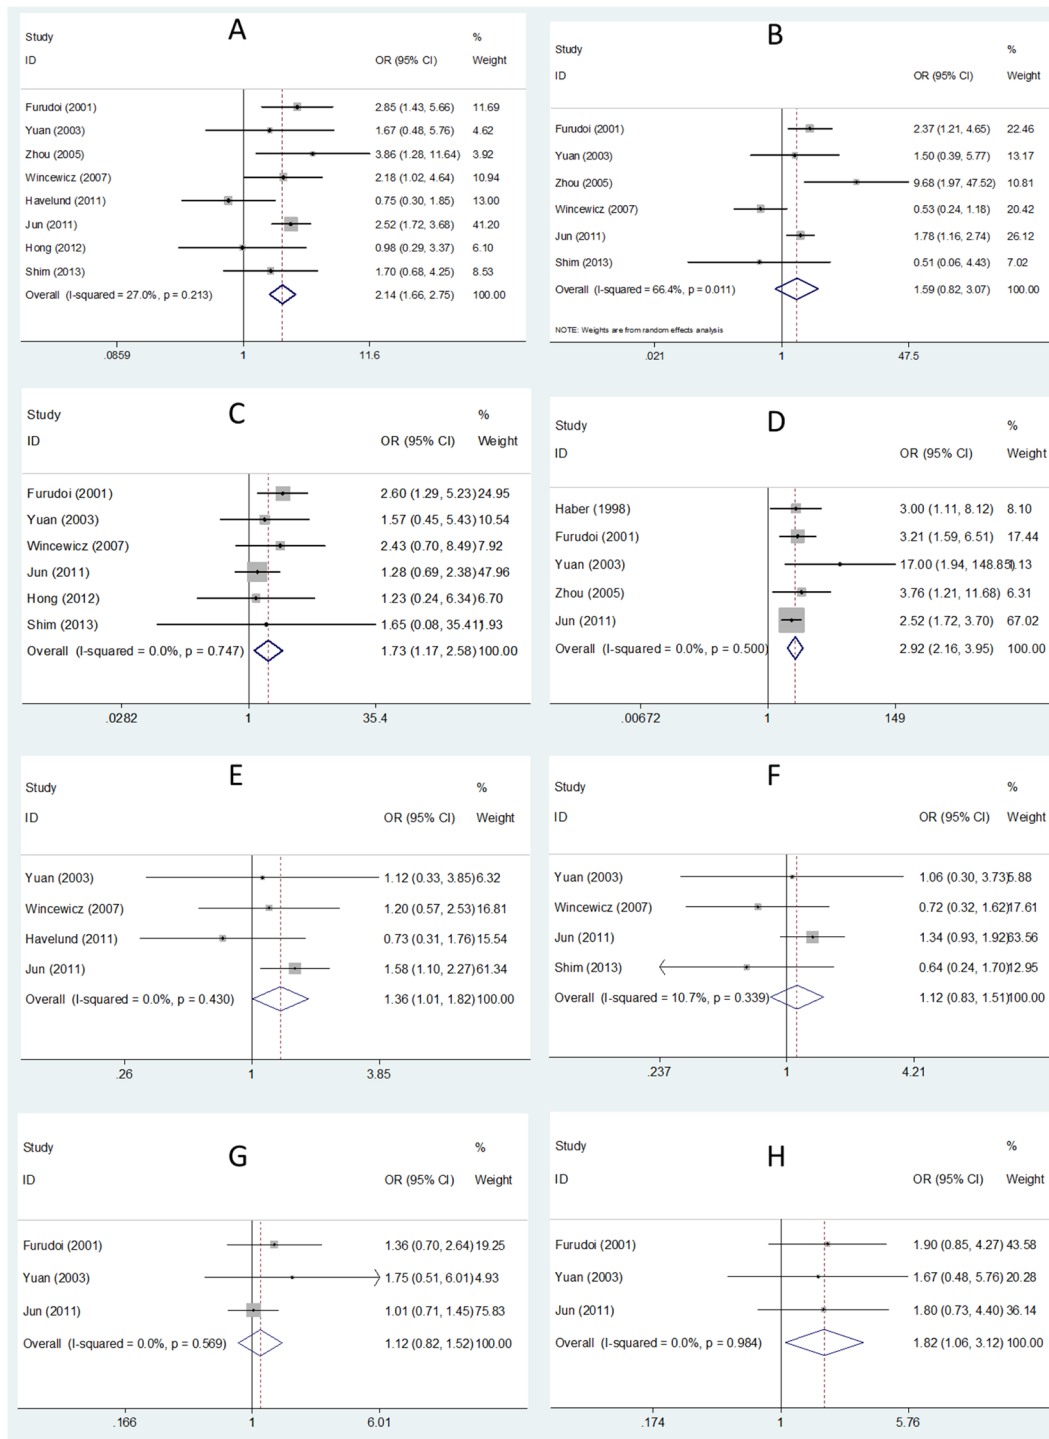 A
Study %
ID OR (95% CI) Weight
Furudoi (2001) 2.85 (1.43, 5.66) 11.69
Yuan (2003) 1.67 (0.48, 5.76) 4.62
Zhou (2005) 3.86 (1.28, 11.64) 3.92
Wincewicz (2007) 2.18 (1.02, 4.64) 10.94
Havelund (2011) 0.75 (0.30, 1.85) 13.00
Jun (2011) 2.52 (1.72, 3.68) 41.20
Hong (2012) 0.98 (0.29, 3.37) 6.10
Shim (2013) 1.70 (0.68, 4.25) 8.53
Overall (I-squared = 27.0%, p = 0.213) 2.14 (1.66, 2.75) 100.00
.0859 1 11.6
B
Study %
ID OR (95% CI) Weight
Furudoi (2001) 2.37 (1.21, 4.65) 22.46
Yuan (2003) 1.50 (0.39, 5.77) 13.17
Zhou (2005) 9.68 (1.97, 47.52) 10.81
Wincewicz (2007) 0.53 (0.24, 1.18) 20.42
Jun (2011) 1.78 (1.16, 2.74) 26.12
Shim (2013) 0.51 (0.06, 4.43) 7.02
Overall (I-squared = 66.4%, p = 0.011) 1.59 (0.82, 3.07) 100.00
NOTE: Weights are from random effects analysis
.021 1 47.5
C
Study %
ID OR (95% CI) Weight
Furudoi (2001) 2.60 (1.29, 5.23) 24.95
Yuan (2003) 1.57 (0.45, 5.43) 10.54
Wincewicz (2007) 2.43 (0.70, 8.49) 7.92
Jun (2011) 1.28 (0.69, 2.38) 47.96
Hong (2012) 1.23 (0.24, 6.34) 6.70
Shim (2013) 1.65 (0.08, 35.41) 1.93
Overall (I-squared = 0.0%, p = 0.747) 1.73 (1.17, 2.58) 100.00
.0282 1 35.4
D
Study %
ID OR (95% CI) Weight
Haber (1998) 3.00 (1.11, 8.12) 8.10
Furudoi (2001) 3.21 (1.59, 6.51) 17.44
Yuan (2003) 17.00 (1.94, 148.85) 1.13
Zhou (2005) 3.76 (1.21, 11.68) 6.31
Jun (2011) 2.52 (1.72, 3.70) 67.02
Overall (I-squared = 0.0%, p = 0.500) 2.92 (2.16, 3.95) 100.00
.00672 1 149
E
Study %
ID OR (95% CI) Weight
Yuan (2003) 1.12 (0.33, 3.85) 6.32
Wincewicz (2007) 1.20 (0.57, 2.53) 16.81
Havelund (2011) 0.73 (0.31, 1.76) 15.54
Jun (2011) 1.58 (1.10, 2.27) 61.34
Overall (I-squared = 0.0%, p = 0.430) 1.36 (1.01, 1.82) 100.00
.26 1 3.85
F
Study %
ID OR (95% CI) Weight
Yuan (2003) 1.06 (0.30, 3.73) 5.88
Wincewicz (2007) 0.72 (0.32, 1.62) 17.61
Jun (2011) 1.34 (0.93, 1.92) 63.56
Shim (2013) 0.64 (0.24, 1.70) 12.95
Overall (I-squared = 10.7%, p = 0.339) 1.12 (0.83, 1.51) 100.00
.237 1 4.21
G
Study %
ID OR (95% CI) Weight
Furudoi (2001) 1.36 (0.70, 2.64) 19.25
Yuan (2003) 1.75 (0.51, 6.01) 4.93
Jun (2011) 1.01 (0.71, 1.45) 75.83
Overall (I-squared = 0.0%, p = 0.569) 1.12 (0.82, 1.52) 100.00
.166 1 6.01
H
Study %
ID OR (95% CI) Weight
Furudoi (2001) 1.90 (0.85, 4.27) 43.58
Yuan (2003) 1.67 (0.48, 5.76) 20.28
Jun (2011) 1.80 (0.73, 4.40) 36.14
Overall (I-squared = 0.0%, p = 0.984) 1.82 (1.06, 3.12) 100.00
.174 1 5.76